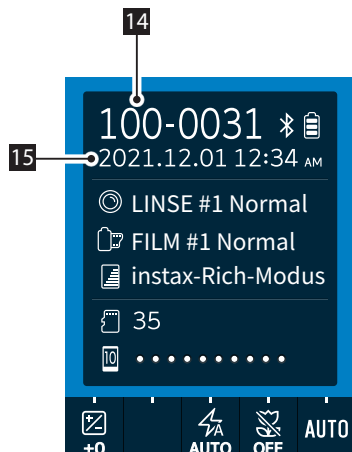 14
100-0031
15
2021.12.01 12:34 AM
LINSE #1 Normal
FILM #1 Normal
instax-Rich-Modus
35
10
±0 A AUTO OFF AUTO